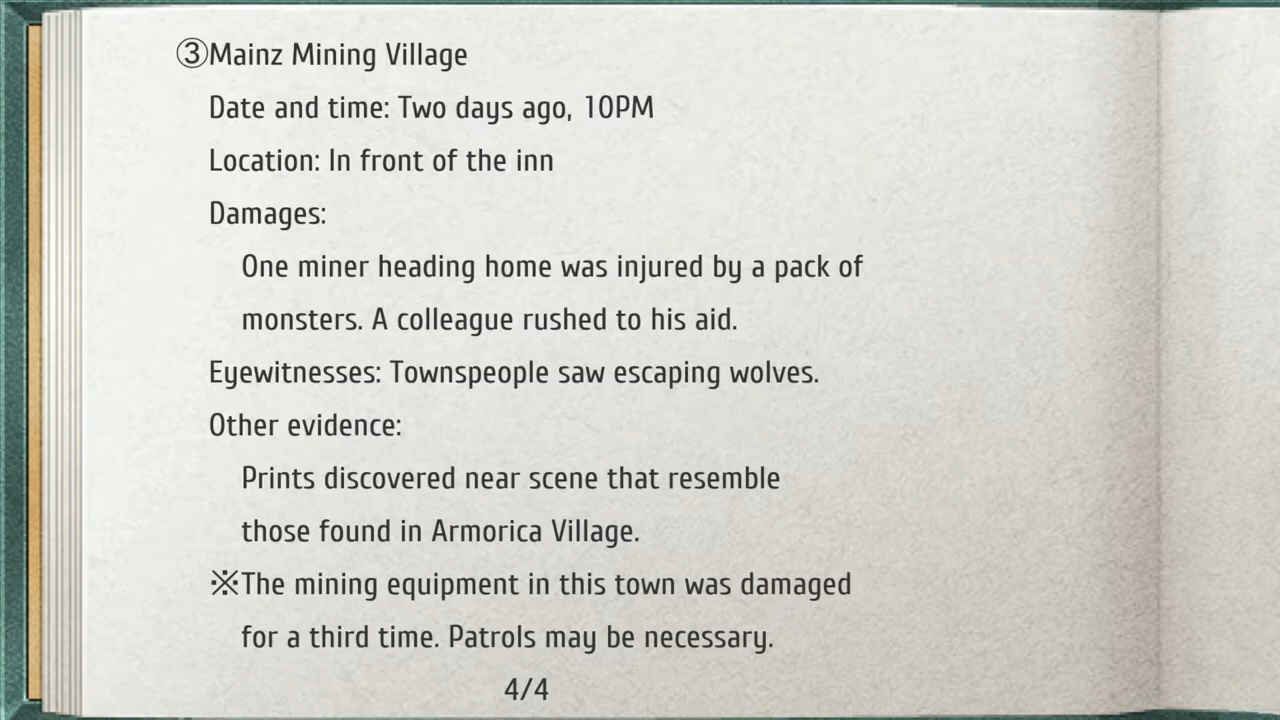 ③Mainz Mining Village
Date and time: Two days ago, 10PM
Location: In front of the inn
Damages:
One miner heading home was injured by a pack of
monsters. A colleague rushed to his aid.
Eyewitnesses: Townspeople saw escaping wolves.
Other evidence:
Prints discovered near scene that resemble
those found in Armorica Village.
※The mining equipment in this town was damaged
for a third time. Patrols may be necessary.
4/4